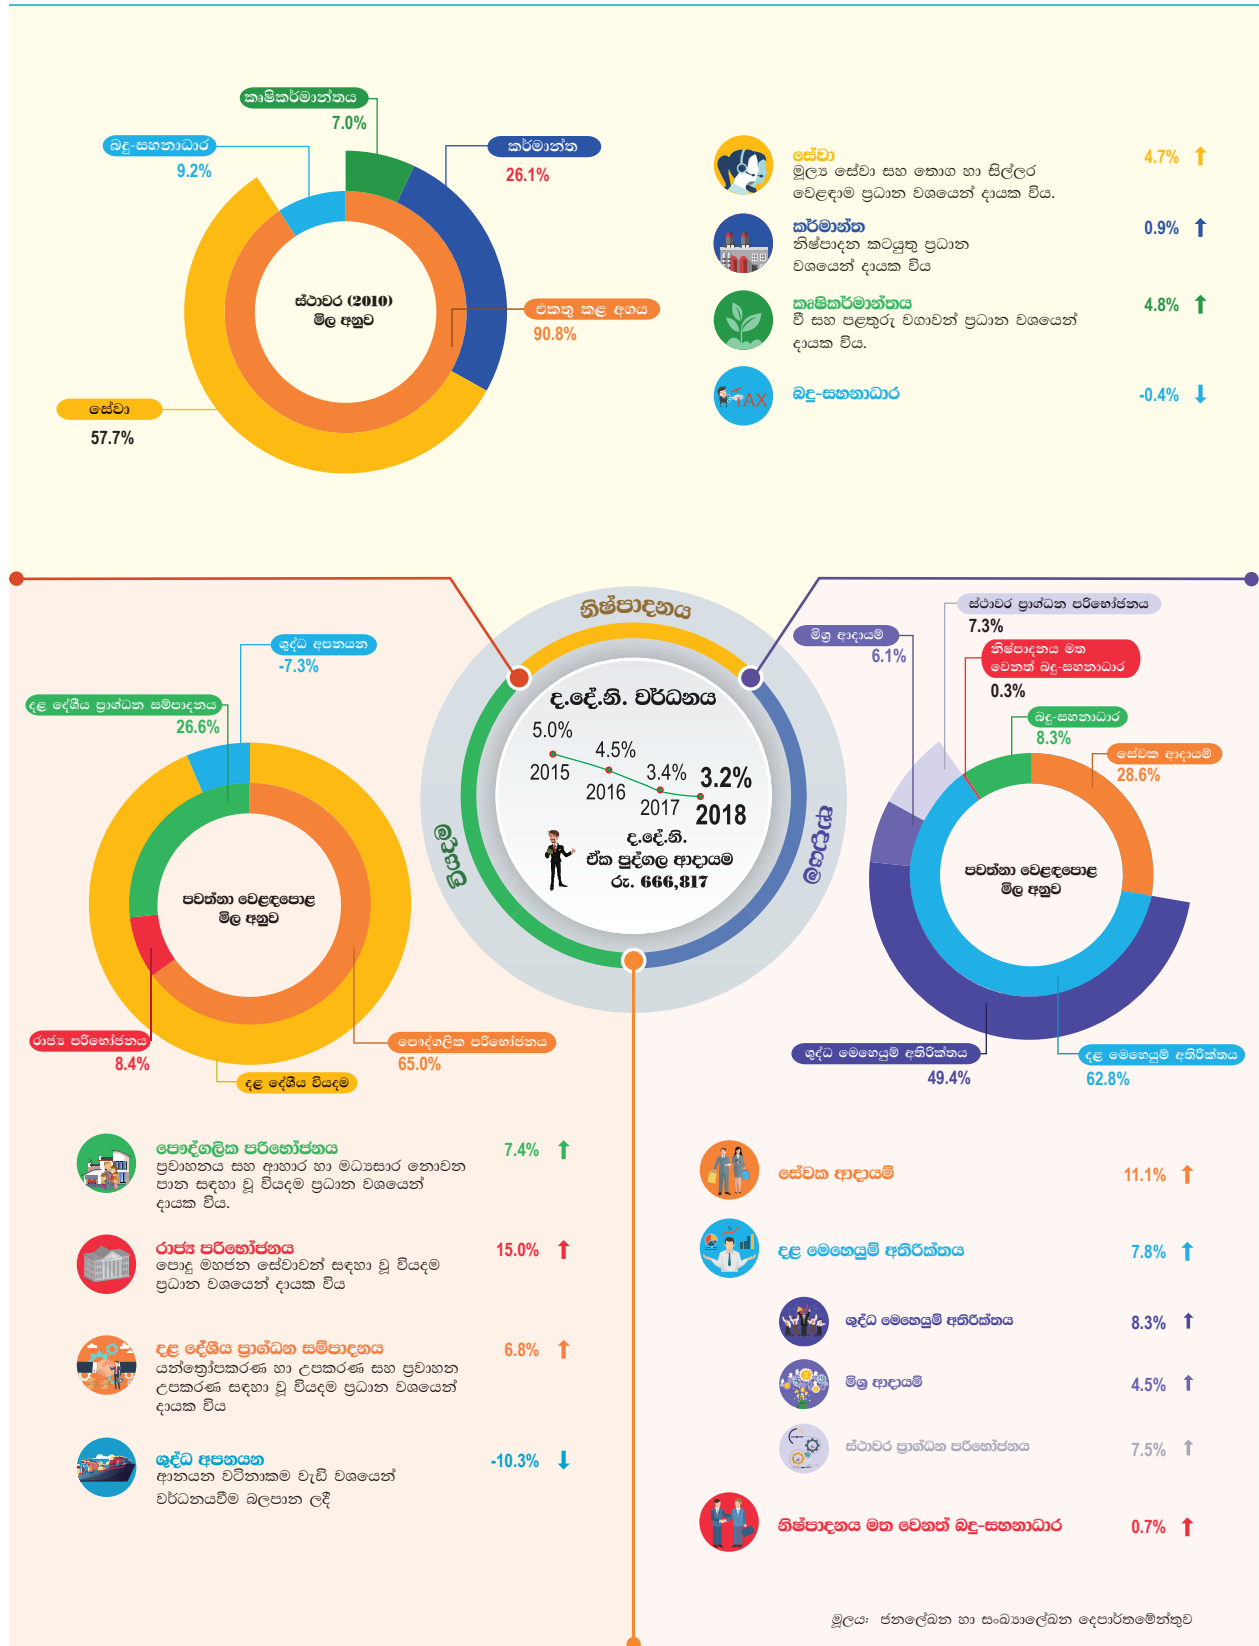 කෘෂිකර්මාන්තය
7.0%
බදු-සහනාධාර
9.2%
කර්මාන්ත
26.1%
ස්ථාවර (2010)
මිල අනුව
එකතු කළ අගය
90.8%
සේවා
57.7%
සේවා
4.7%
මූල්‍ය සේවා සහ තොග හා සිල්ලර
වෙළඳාම ප්‍රධාන වශයෙන් දායක විය.
කර්මාන්ත
0.9%
නිෂ්පාදන කටයුතු ප්‍රධාන
වශයෙන් දායක විය
කෘෂිකර්මාන්තය
4.8%
වී සහ පළතුරු වගාවන් ප්‍රධාන වශයෙන්
දායක විය.
TAX
බදු-සහනාධාර
-0.4%
නිෂ්පාදනය
වියදම
ආදායම
ද.දේ.නි. වර්ධනය
5.0%
4.5%
3.4%
3.2%
2015
2016
2017
2018
ද.දේ.නි.
ඒක පුද්ගල ආදායම
රු. 666,817
ශුද්ධ අපනයන
-7.3%
දළ දේශීය ප්‍රාග්ධන සම්පාදනය
26.6%
පවත්නා වෙළඳපොළ
මිල අනුව
රාජ්‍ය පරිභෝජනය
8.4%
පෞද්ගලික පරිභෝජනය
65.0%
දළ දේශීය වියදම
ස්ථාවර ප්‍රාග්ධන පරිභෝජනය
7.3%
මිශ්‍ර ආදායම්
6.1%
නිෂ්පාදනය මත
වෙනත් බදු-සහනාධාර
0.3%
බදු-සහනාධාර
8.3%
සේවක ආදායම්
28.6%
පවත්නා වෙළඳපොළ
මිල අනුව
ශුද්ධ මෙහෙයුම් අතිරික්තය
49.4%
දළ මෙහෙයුම් අතිරික්තය
62.8%
පෞද්ගලික පරිභෝජනය
7.4%
ප්‍රවාහනය සහ ආහාර හා මධ්‍යසාර නොවන
පාන සඳහා වූ වියදම ප්‍රධාන වශයෙන්
දායක විය.
රාජ්‍ය පරිභෝජනය
15.0%
පොදු මහජන සේවාවන් සඳහා වූ වියදම
ප්‍රධාන වශයෙන් දායක විය
දළ දේශීය ප්‍රාග්ධන සම්පාදනය
6.8%
යන්ත්‍රෝපකරණ හා උපකරණ සහ ප්‍රවාහන
උපකරණ සඳහා වූ වියදම ප්‍රධාන වශයෙන්
දායක විය
ශුද්ධ අපනයන
-10.3%
ආනයන වටිනාකම වැඩි වශයෙන්
වර්ධනයවීම බලපාන ලදී
සේවක ආදායම්
11.1%
දළ මෙහෙයුම් අතිරික්තය
7.8%
ශුද්ධ මෙහෙයුම් අතිරික්තය
8.3%
මිශ්‍ර ආදායම්
4.5%
ස්ථාවර ප්‍රාග්ධන පරිභෝජනය
7.5%
නිෂ්පාදනය මත වෙනත් බදු-සහනාධාර
0.7%
මූලය: ජනලේඛන හා සංඛ්‍යාලේඛන දෙපාර්තමේන්තුව